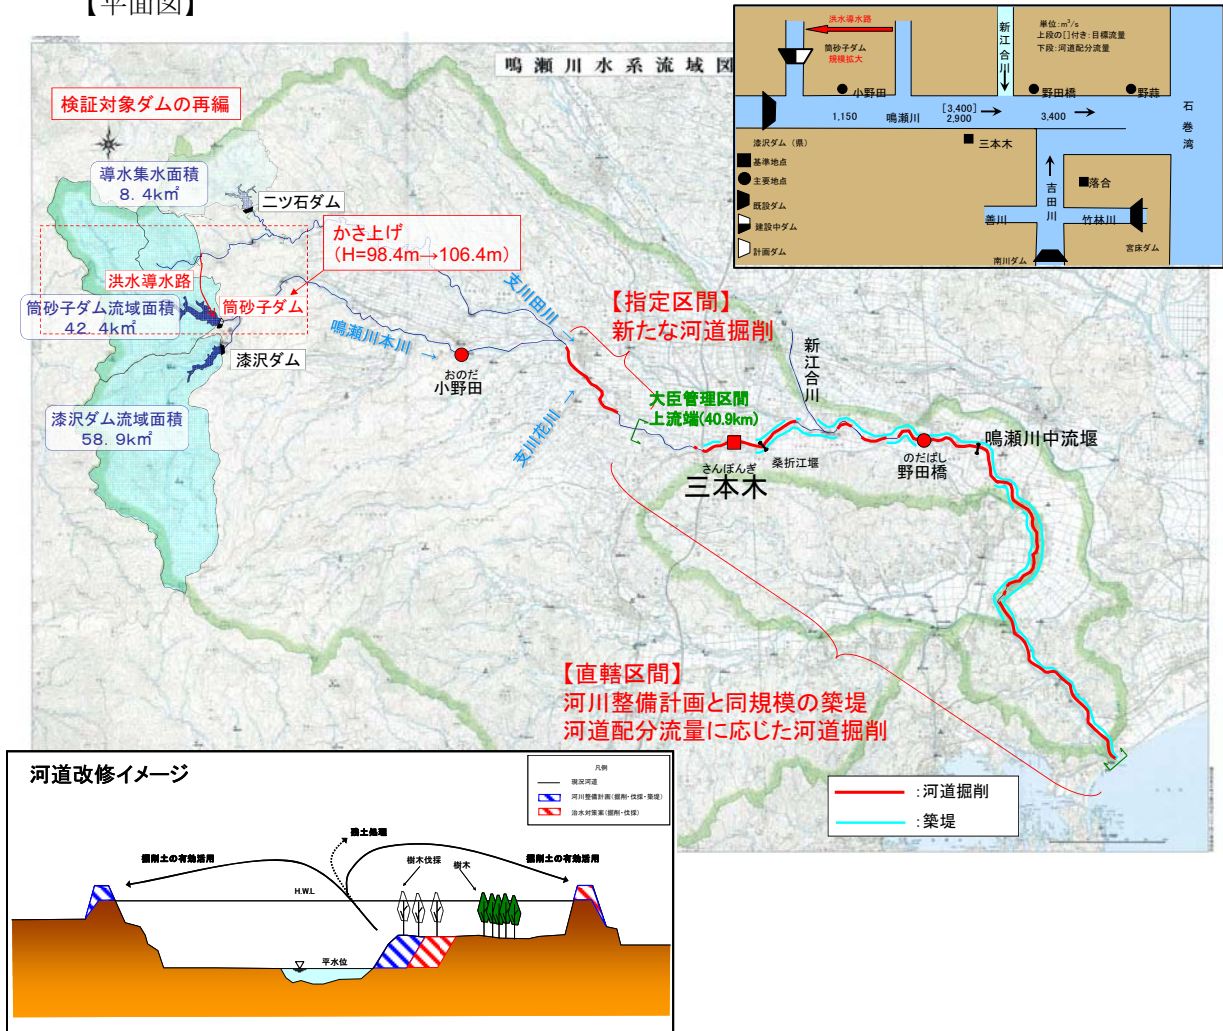 【平面図】
鳴瀬川水系流域図
検証対象ダムの再編
導水集水面積
8.4k㎡
二ツ石ダム
かさ上げ
（H=98.4m→106.4m）
洪水導水路
筒砂子ダム流域面積
42.4k㎡
筒砂子ダム
漆沢ダム
漆沢ダム流域面積
58.9k㎡
鳴瀬川本川
→
→
おのだ
小野田
支川田川
→
支川花川
→
【指定区間】
新たな河道掘削
大臣管理区間
上流端(40.9km)
新江合川
さんぼんぎ
三本木
桑折江堰
のだばし
野田橋
鳴瀬川中流堰
【直轄区間】
河川整備計画と同規模の築堤
河道配分流量に応じた河道掘削
：河道掘削
：築堤
洪水導水路
筒砂子ダム
規模拡大
新江合川
単位：m³/s
上段の[]付き：目標流量
下段：河道配分流量
小野田
野田橋
野蒜
石巻湾
1,150
鳴瀬川
[3,400]
2,900
3,400
漆沢ダム（県）
三本木
基準地点
主要地点
既設ダム
建設中ダム
計画ダム
吉田川
落合
善川
竹林川
宮床ダム
南川ダム
河道改修イメージ
凡例
現況河道
河川整備計画（掘削・伐採・築堤）
治水対策案（掘削・伐採）
残土処理
掘削土の有効活用
掘削土の有効活用
樹木伐採
樹木
H.W.L
平水位